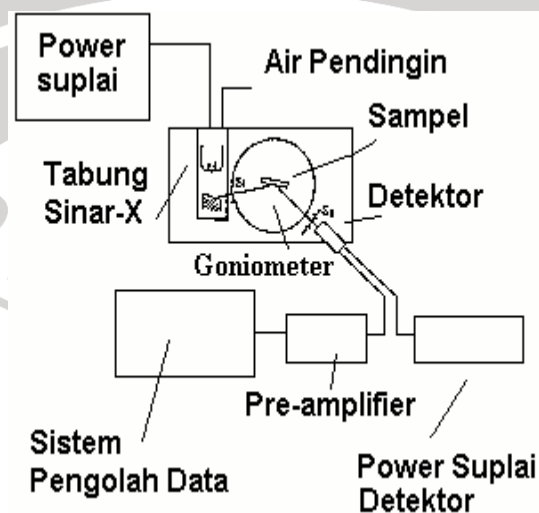 Power
suplai
Air Pendingin
Sampel
Tabung
Sinar-X
Detektor
Goniometer
Pre-amplifier
Sistem
Pengolah Data
Power Suplai
Detektor